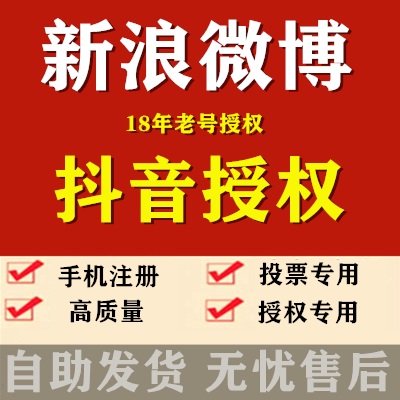 新浪微博
18年老号授权
抖音授权
手机注册 投票专用
高质量 授权专用
自助发货 无忧售后